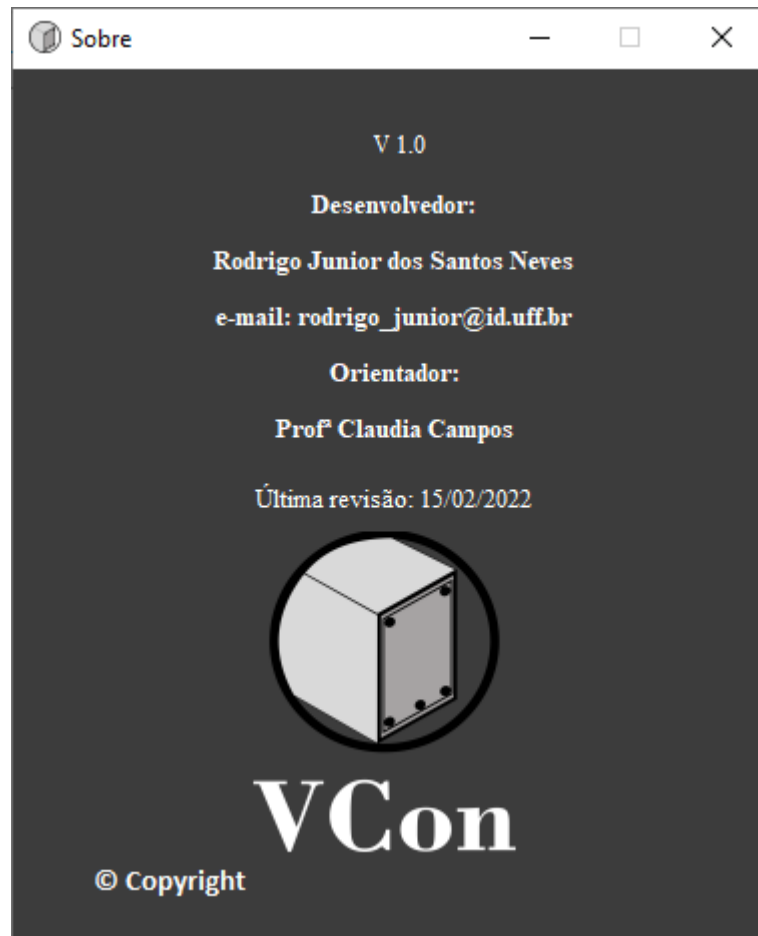 Sobre
V 1.0
Desenvolvedor:
Rodrigo Junior dos Santos Neves
e-mail: rodrigo_junior@id.uff.br
Orientador:
Profª Claudia Campos
Última revisão: 15/02/2022
VCon
© Copyright